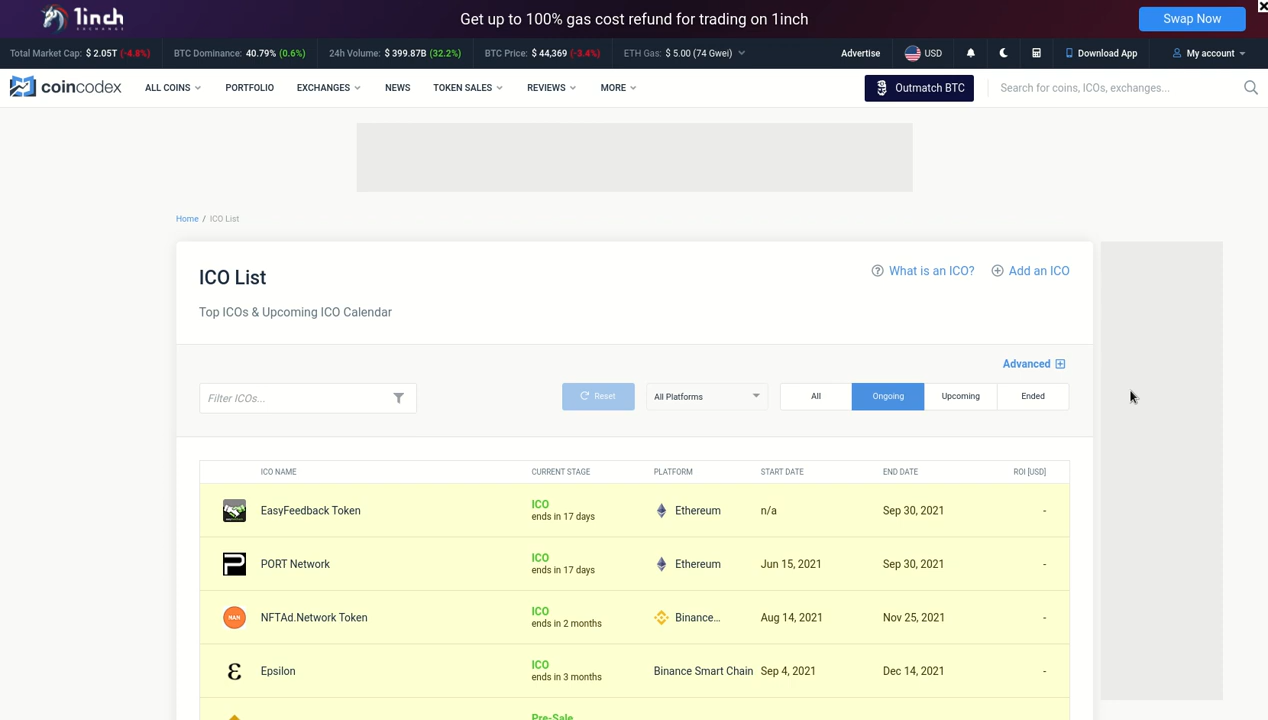 1inch
EXCHANGE
Get up to 100% gas cost refund for trading on 1inch
Swap Now
Total Market Cap: $ 2.05T (-4.8%)
BTC Dominance: 40.79% (0.6%)
24h Volume: $ 399.87B (32.2%)
BTC Price: $ 44,369 (-3.4%)
ETH Gas: $ 5.00 (74 Gwei)
Advertise
USD
Download App
My account
coincodex
ALL COINS
PORTFOLIO
EXCHANGES
NEWS
TOKEN SALES
REVIEWS
MORE
Outmatch BTC
Search for coins, ICOs, exchanges...
Home / ICO List
ICO List
What is an ICO?
Add an ICO
Top ICOs & Upcoming ICO Calendar
Advanced
Filter ICOs...
Reset
All Platforms
All
Ongoing
Upcoming
Ended
ICO NAME CURRENT STAGE PLATFORM START DATE END DATE ROI [USD]
EasyFeedback Token ICO ends in 17 days Ethereum n/a Sep 30, 2021 -
PORT Network ICO ends in 17 days Ethereum Jun 15, 2021 Sep 30, 2021 -
NAN NFTAd.Network Token ICO ends in 2 months Binance... Aug 14, 2021 Nov 25, 2021 -
Epsilon ICO ends in 3 months Binance Smart Chain Sep 4, 2021 Dec 14, 2021 -
Pre-Sale